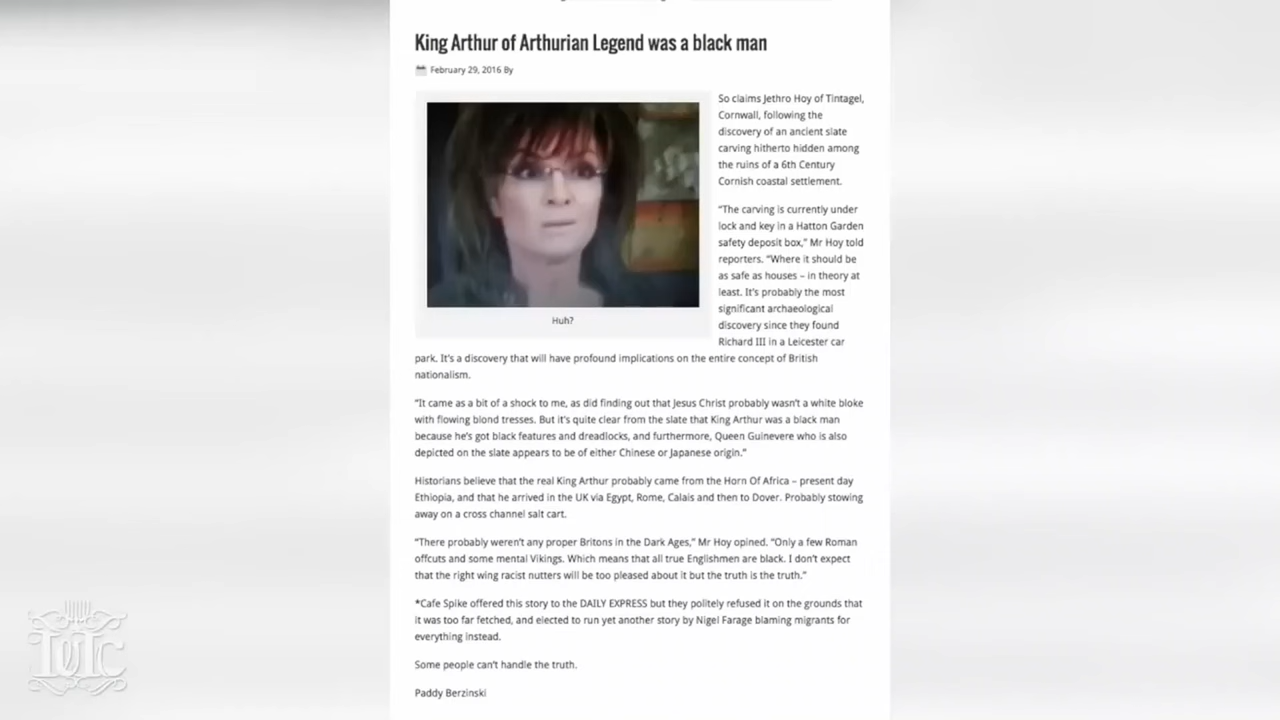 King Arthur of Arthurian Legend was a black man
February 29, 2016 By
So claims Jethro Hoy of Tintagel,
Cornwall, following the
discovery of an ancient slate
carving hitherto hidden among
the ruins of a 6th Century
Cornish coastal settlement.
“The carving is currently under
lock and key in a Hatton Garden
safety deposit box,” Mr Hoy told
reporters. “Where it should be
as safe as houses – in theory at
least. It’s probably the most
significant archaeological
discovery since they found
Richard III in a Leicester car
Huh?
park. It’s a discovery that will have profound implications on the entire concept of British
nationalism.
“It came as a bit of a shock to me, as did finding out that Jesus Christ probably wasn’t a white bloke
with flowing blond tresses. But it’s quite clear from the slate that King Arthur was a black man
because he’s got black features and dreadlocks, and furthermore, Queen Guinevere who is also
depicted on the slate appears to be of either Chinese or Japanese origin.”
Historians believe that the real King Arthur probably came from the Horn Of Africa – present day
Ethiopia, and that he arrived in the UK via Egypt, Rome, Calais and then to Dover. Probably stowing
away on a cross channel salt cart.
“There probably weren’t any proper Britons in the Dark Ages,” Mr Hoy opined. “Only a few Roman
offcuts and some mental Vikings. Which means that all true Englishmen are black. I don’t expect
that the right wing racist nutters will be too pleased about it but the truth is the truth.”
*Cafe Spike offered this story to the DAILY EXPRESS but they politely refused it on the grounds that
it was too far fetched, and elected to run yet another story by Nigel Farage blaming migrants for
everything instead.
Some people can’t handle the truth.
Paddy Berzinski
IUIC